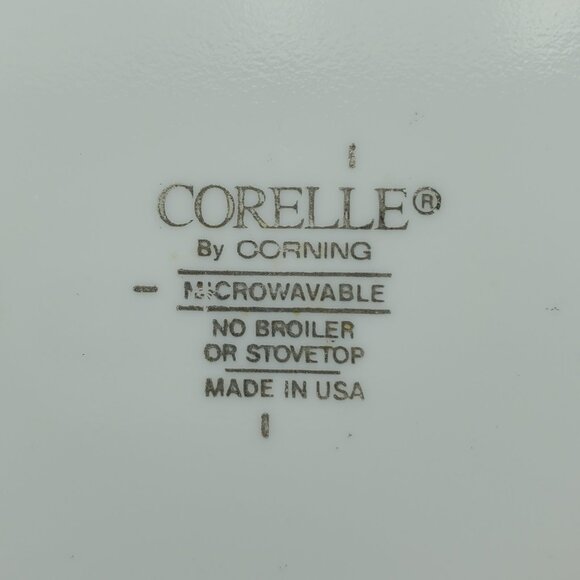 CORELLE®
By CORNING
MICROWAVABLE
NO BROILER
OR STOVETOP
MADE IN USA